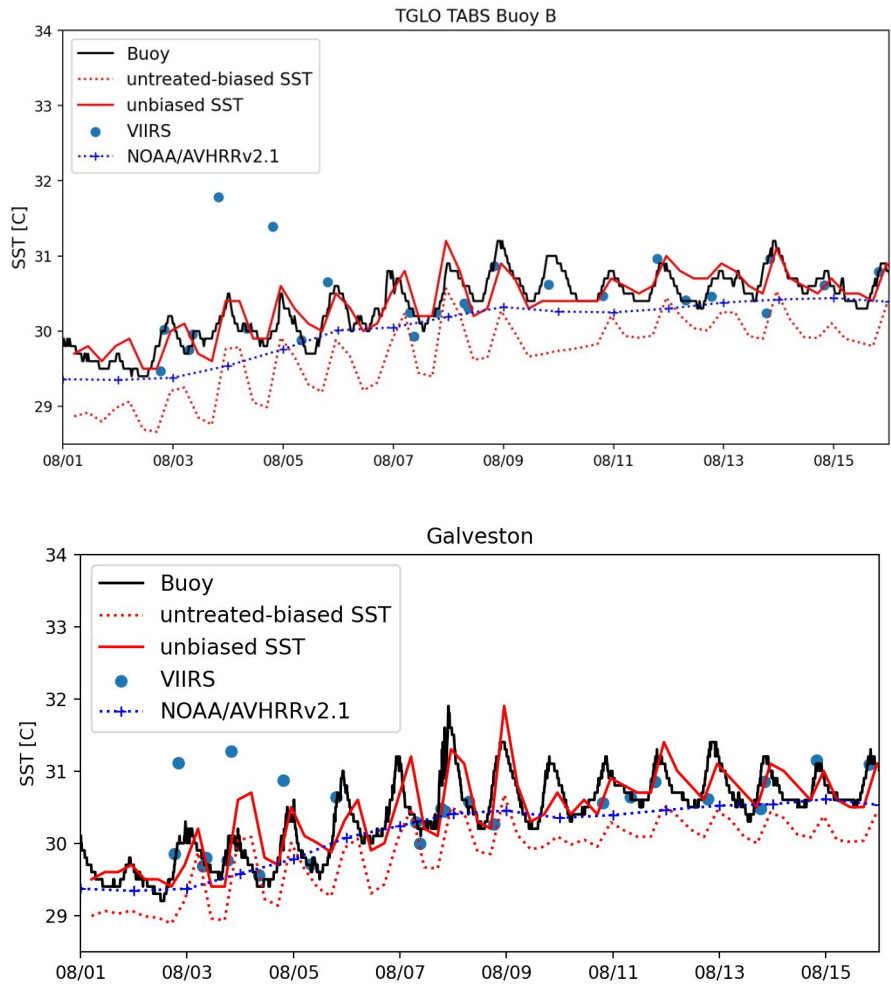 TGLO TABS Buoy B
34
33
32
31
30
29
SST [C]
Buoy
untreated-biased SST
unbiased SST
VIIRS
NOAA/AVHRRv2.1
08/01 08/03 08/05 08/07 08/09 08/11 08/13 08/15
Galveston
34
33
32
31
30
29
SST [C]
Buoy
untreated-biased SST
unbiased SST
VIIRS
NOAA/AVHRRv2.1
08/01 08/03 08/05 08/07 08/09 08/11 08/13 08/15